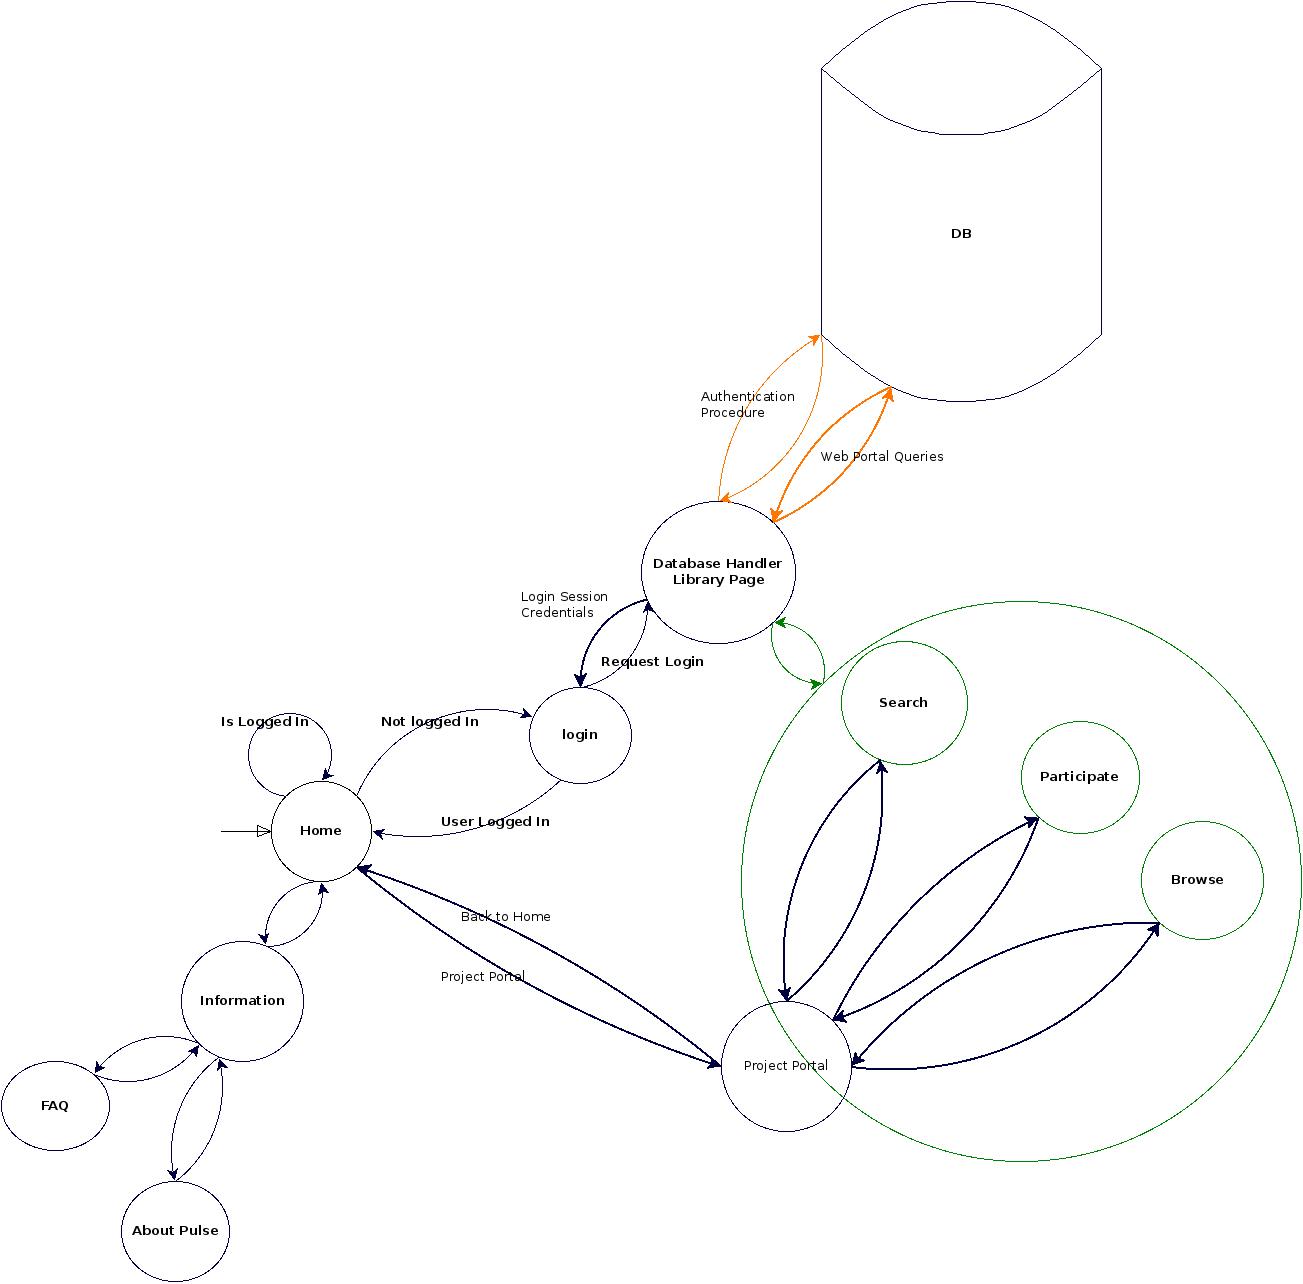 DB
Authentication
Procedure
Web Portal Queries
Database Handler
Library Page
Login Session
Credentials
Request Login
Search
Is Logged In
Not logged In
login
Participate
User Logged In
Home
Browse
Back to Home
Project Portal
Information
Project Portal
FAQ
About Pulse